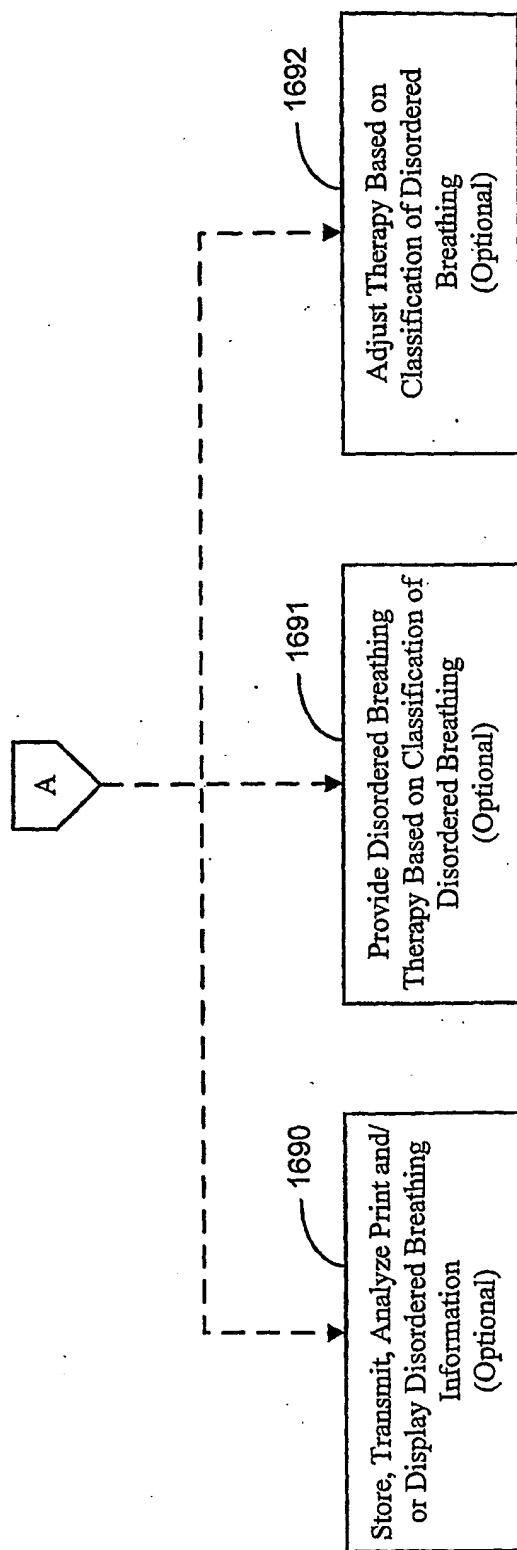 A
1690
Store, Transmit, Analyze Print and/
or Display Disordered Breathing
Information
(Optional)
1691
Provide Disordered Breathing
Therapy Based on Classification of
Disordered Breathing
(Optional)
1692
Adjust Therapy Based on
Classification of Disordered
Breathing
(Optional)